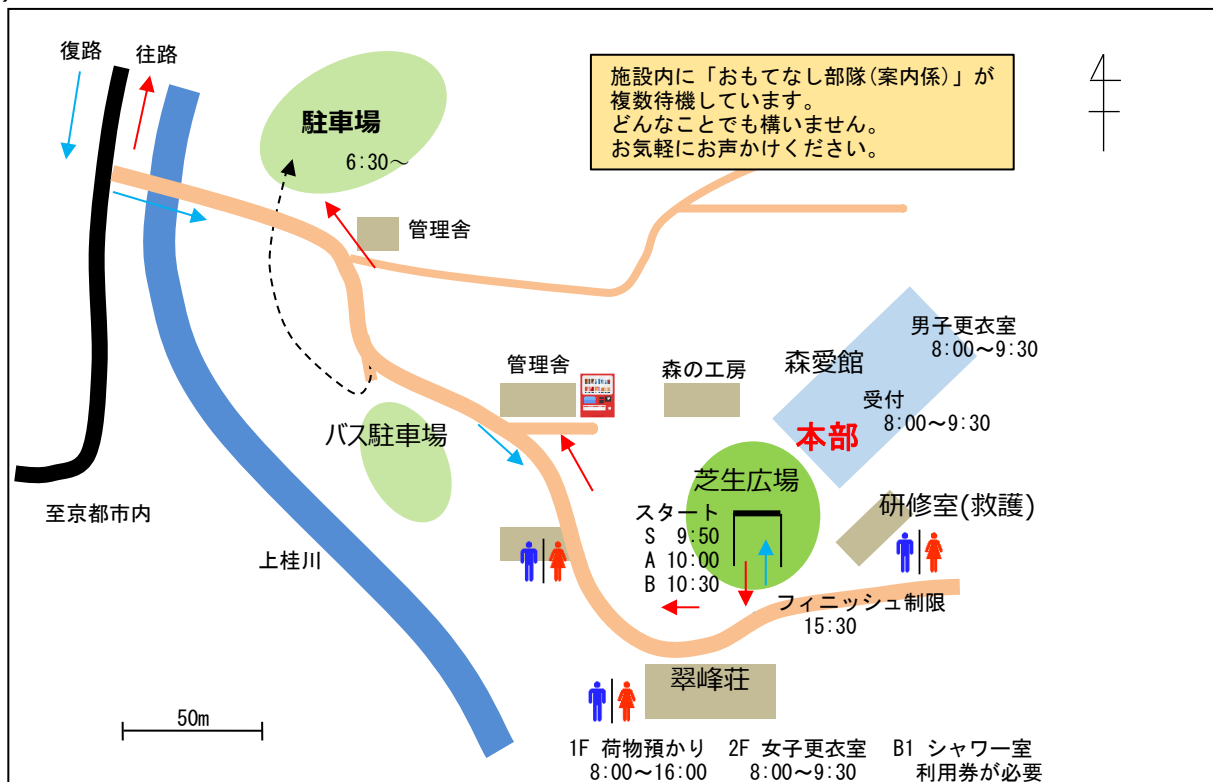 復路
往路
施設内に「おもてなし部隊(案内係)」が
複数待機しています。
どんなことでも構いません。
お気軽にお声かけください。
駐車場
6:30～
管理舎
男子更衣室
8:00～9:30
管理舎
森の工房
森愛館
受付
8:00～9:30
本部
バス駐車場
芝生広場
研修室(救護)
至京都市内
スタート
S 9:50
A 10:00
B 10:30
上桂川
フィニッシュ制限
15:30
翠峰荘
50m
1F 荷物預かり 2F 女子更衣室 B1 シャワー室
8:00～16:00 8:00～9:30 利用券が必要